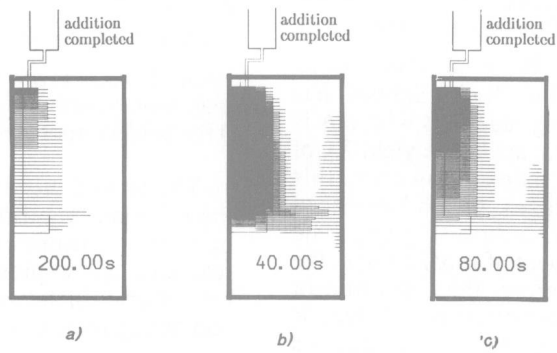 addition
completed
addition
completed
addition
completed
200.00s
40.00s
80.00s
a)
b)
'c)